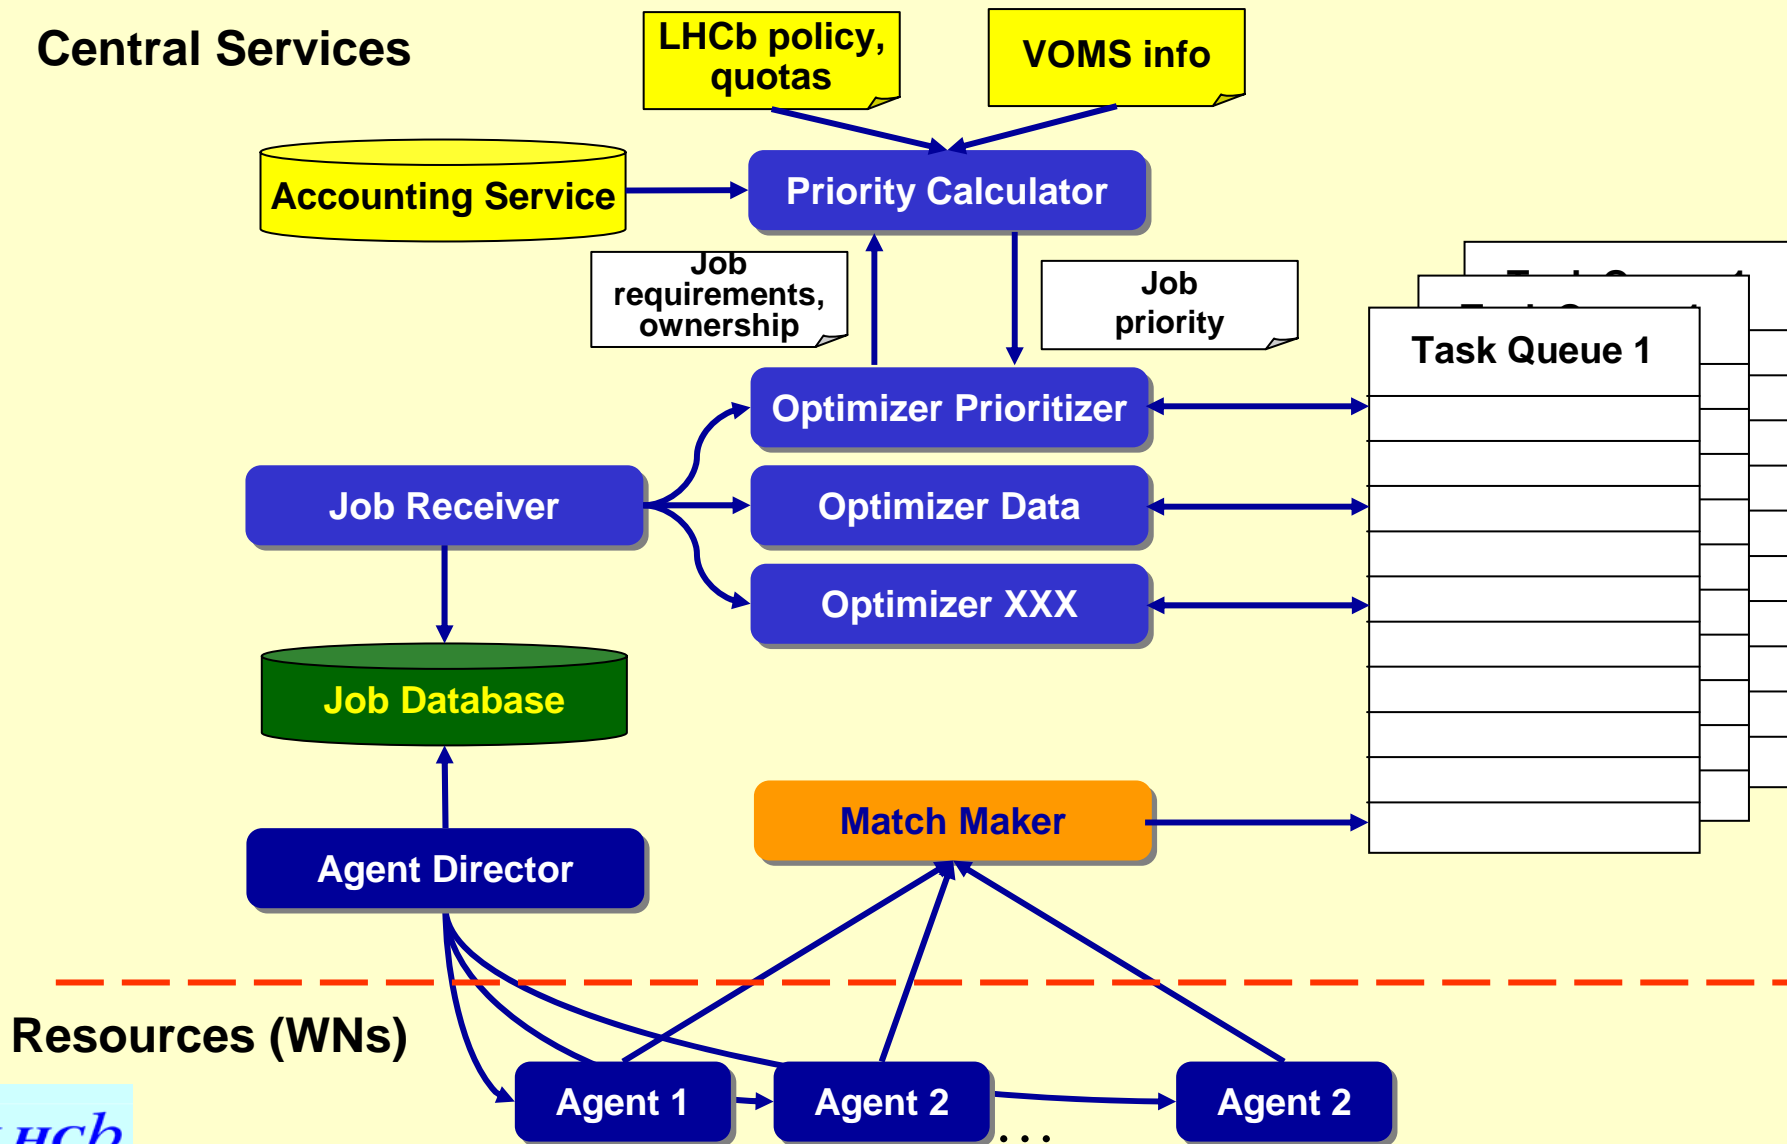 Central Services
LHCb policy,
quotas
VOMS info
Accounting Service
Priority Calculator
Job
requirements,
ownership
Job
priority
Task Queue 1
Optimizer Prioritizer
Job Receiver
Optimizer Data
Optimizer XXX
Job Database
Match Maker
Agent Director
Resources (WNs)
Agent 1
Agent 2
...
Agent 2